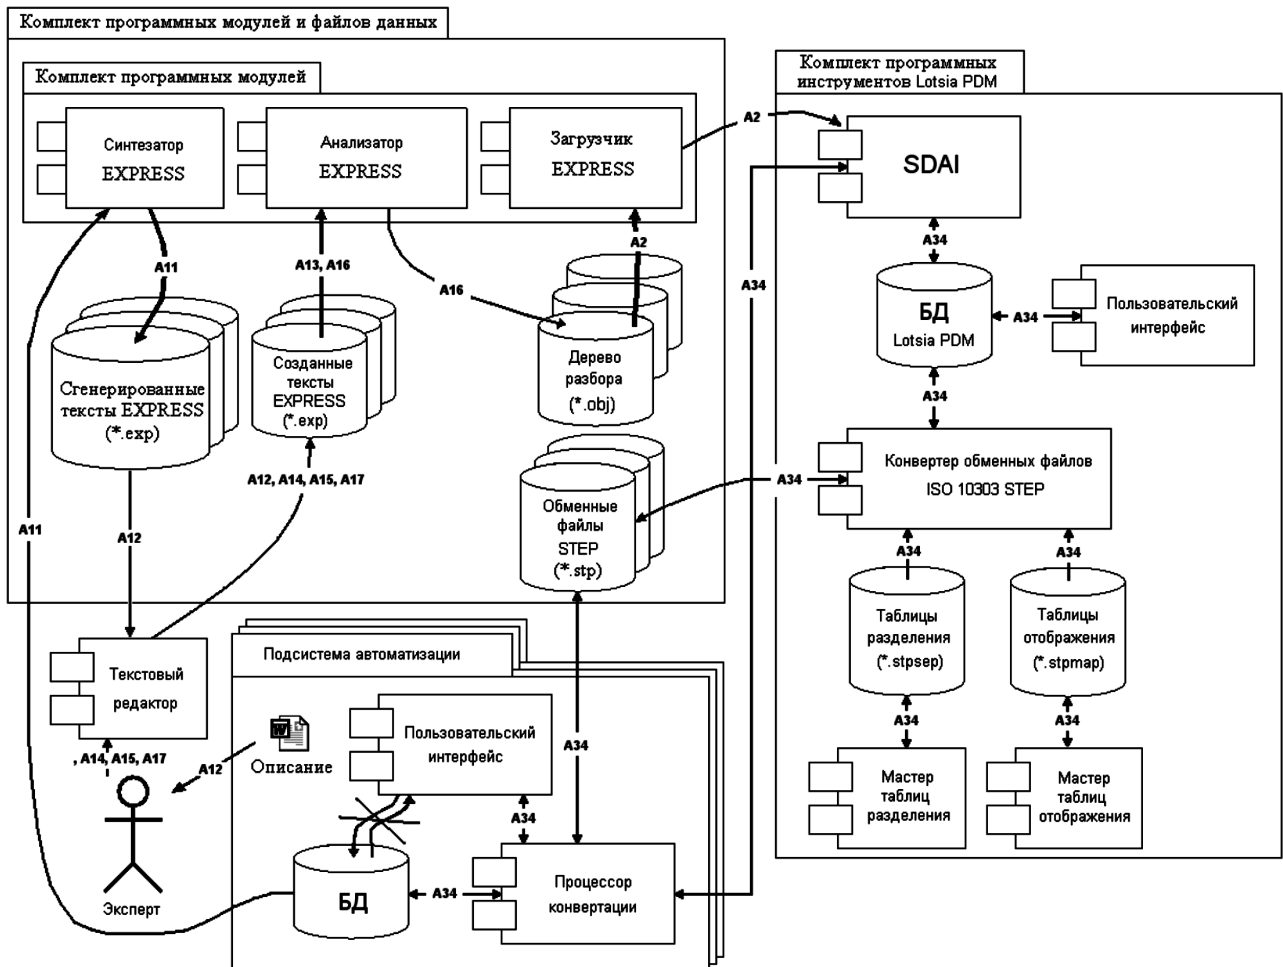 Комплект программных модулей и файлов данных
Комплект программных модулей
Синтезатор
EXPRESS
Анализатор
EXPRESS
Загрузчик
EXPRESS
A2
Комплект программных
инструментов Lotsia PDM
SDAI
A34
A11
A13, A16
A16
A2
A34
БД
Lotsia PDM
A34
Пользовательский
интерфейс
A34
Сгенерированные
тексты EXPRESS
(*.exp)
Созданные
тексты
EXPRESS
(*.exp)
Дерево
разбора
(*.obj)
Конвертер обменных файлов
ISO 10303 STEP
A12, A14, A15, A17
A34
Обменные
файлы
STEP
(*.stp)
A11
A12
A34
A34
Таблицы
разделения
(*.stpsep)
Таблицы
отображения
(*.stpmap)
Текстовый
редактор
Подсистема автоматизации
A34
A34
, A14, A15, A17
A12
Описание
Пользовательский
интерфейс
A34
A34
Мастер
таблиц
разделения
Мастер
таблиц
отображения
Эксперт
БД
A34
Процессор
конвертации